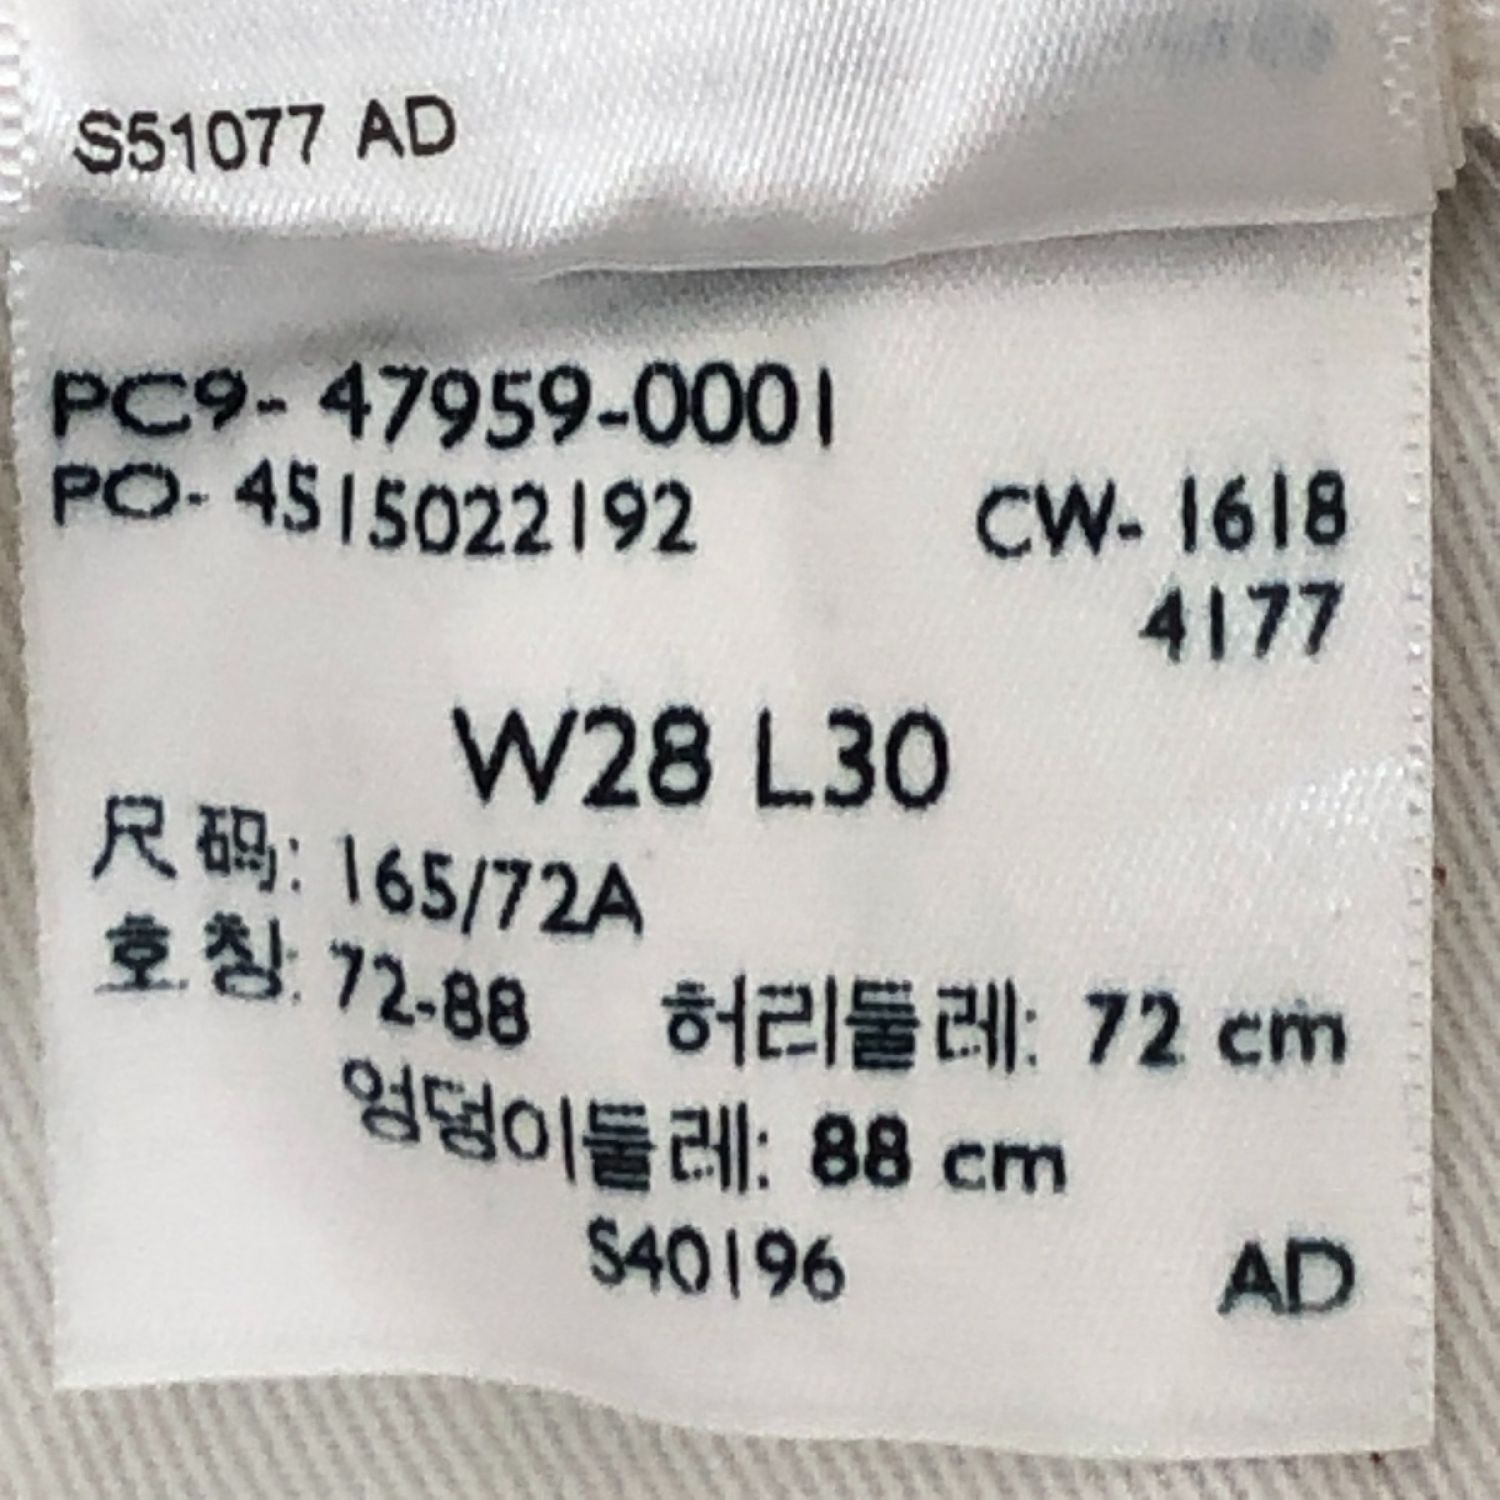 S51077 AD
PC9- 47959-0001
PO- 4515022192 CW- 1618
4177
W28 L30
尺 码: 165/72A
호 칭: 72-88 허리둘레: 72 cm
엉덩이둘레: 88 cm
S40196 AD